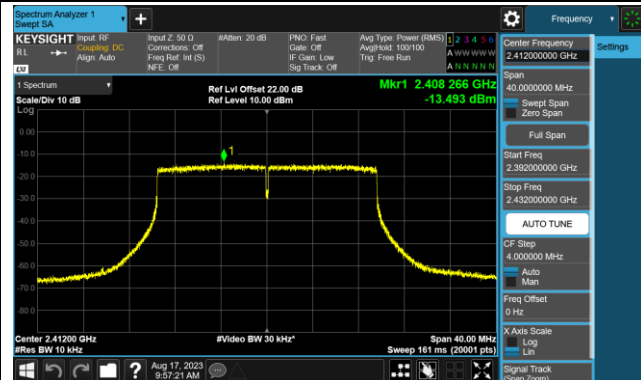 Spectrum Analyzer 1
Swept SA
Frequency
KEYSIGHT
RL
LXI
Input: RF
Coupling: DC
Align: Auto
Input Z: 50 Ω
Corrections: Off
Freq Ref: Int (S)
NFE: Off
#Atten: 20 dB
PNO: Fast
Gate: Off
IF Gain: Low
Sig Track: Off
Avg Type: Power (RMS)
Avg|Hold: 100/100
Trig: Free Run
1 2 3 4 5 6
A W W W W W
A N N N N N
1 Spectrum
Scale/Div 10 dB
Ref Lvl Offset 22.00 dB
Ref Level 10.00 dBm
Mkr1 2.408 266 GHz
-13.493 dBm
Log
0.00
-10.0
-20.0
-30.0
-40.0
-50.0
-60.0
-70.0
-80.0
1
Center 2.41200 GHz
#Res BW 10 kHz
#Video BW 30 kHz*
Span 40.00 MHz
Sweep 161 ms (20001 pts)
Aug 17, 2023
9:57:21 AM
Center Frequency
2.412000000 GHz
Span
40.0000000 MHz
Swept Span
Zero Span
Full Span
Start Freq
2.392000000 GHz
Stop Freq
2.432000000 GHz
AUTO TUNE
CF Step
4.000000 MHz
Auto
Man
Freq Offset
0 Hz
X Axis Scale
Log
Lin
Signal Track
(Span Zoom)
Settings